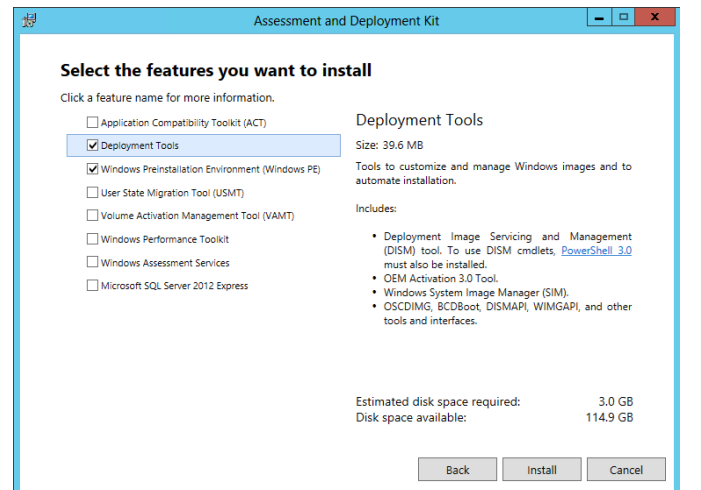 Assessment and Deployment Kit
Select the features you want to install
Click a feature name for more information.
Application Compatibility Toolkit (ACT)
Deployment Tools
Windows Preinstallation Environment (Windows PE)
User State Migration Tool (USMT)
Volume Activation Management Tool (VAMT)
Windows Performance Toolkit
Windows Assessment Services
Microsoft SQL Server 2012 Express
Deployment Tools
Size: 39.6 MB
Tools to customize and manage Windows images and to
automate installation.
Includes:
• Deployment Image Servicing and Management
(DISM) tool. To use DISM cmdlets, PowerShell 3.0
must also be installed.
• OEM Activation 3.0 Tool.
• Windows System Image Manager (SIM).
• OSCDIMG, BCDBoot, DISMAPI, WIMGAPI, and other
tools and interfaces.
Estimated disk space required: 3.0 GB
Disk space available: 114.9 GB
Back Install Cancel